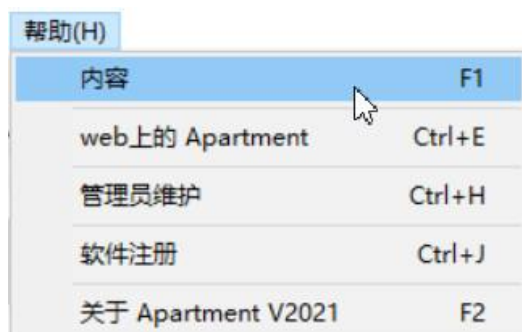 帮助(H)
内容 F1
web上的 Apartment Ctrl+E
管理员维护 Ctrl+H
软件注册 Ctrl+J
关于 Apartment V2021 F2